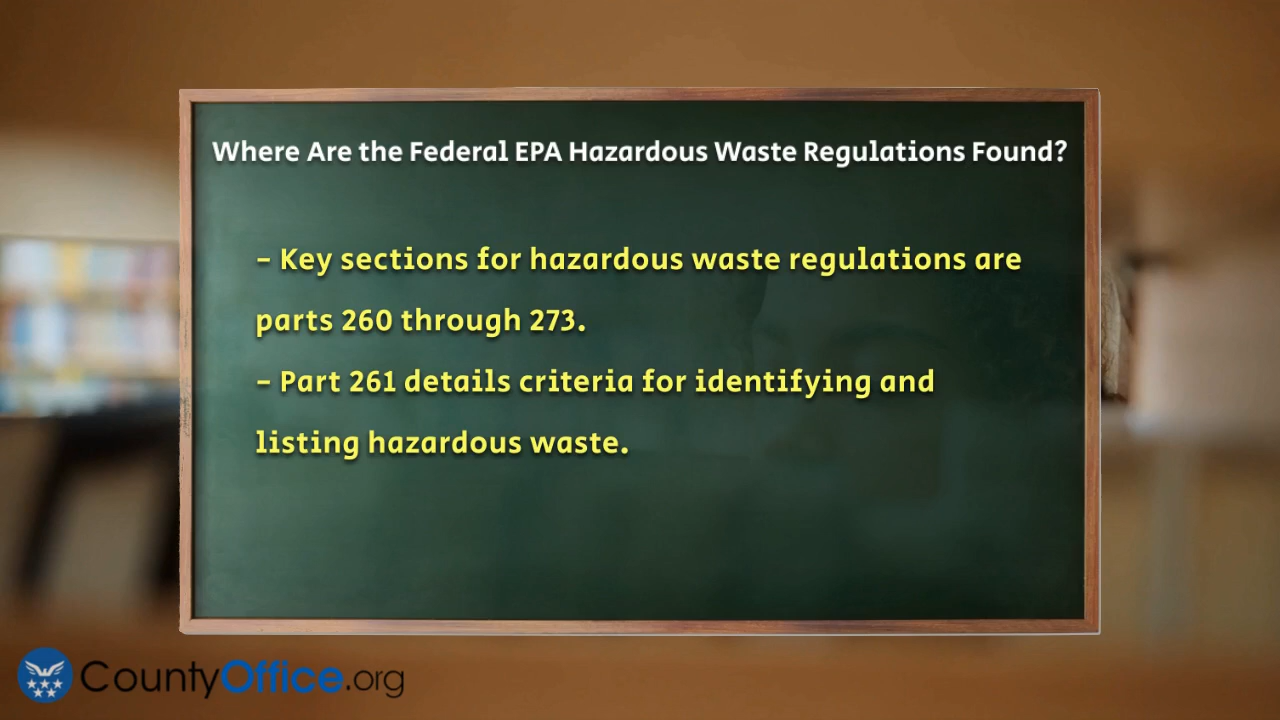 Where Are the Federal EPA Hazardous Waste Regulations Found?
– Key sections for hazardous waste regulations are
parts 260 through 273.
– Part 261 details criteria for identifying and
listing hazardous waste.
CountyOffice.org